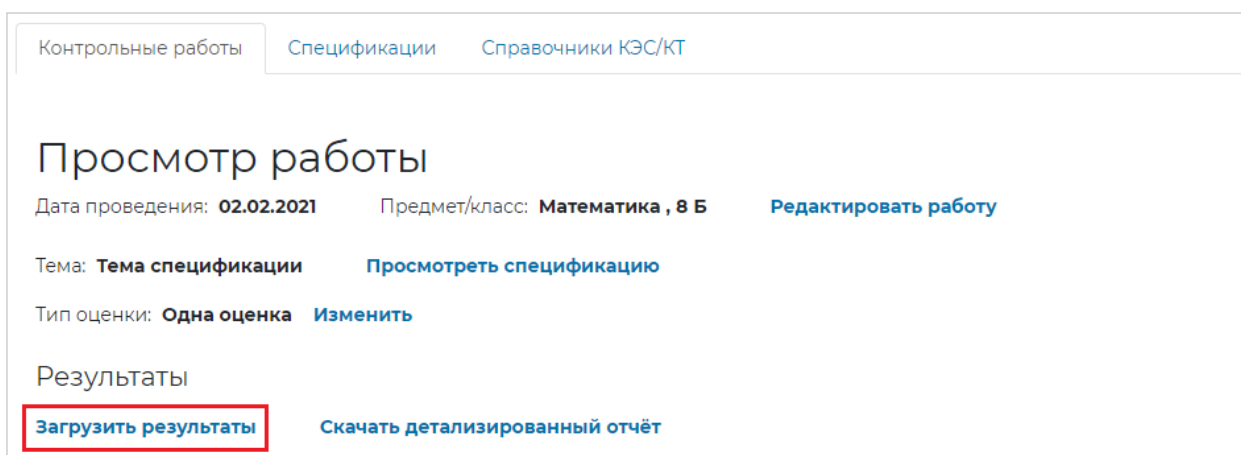 Контрольные работы Спецификации Справочники КЭС/КТ
Просмотр работы
Дата проведения: 02.02.2021 Предмет/класс: Математика , 8 Б Редактировать работу
Тема: Тема спецификации Просмотреть спецификацию
Тип оценки: Одна оценка Изменить
Результаты
Загрузить результаты Скачать детализированный отчёт